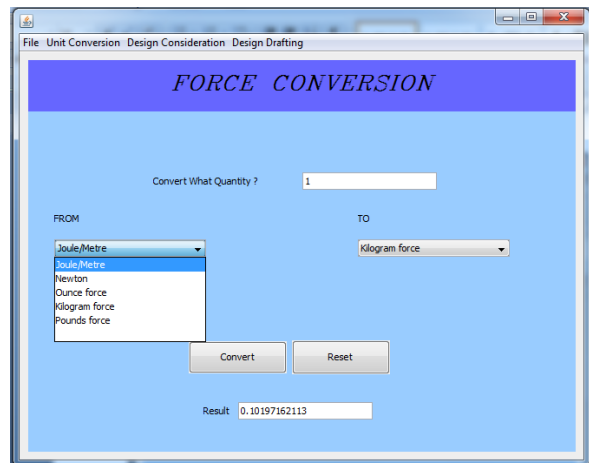 File Unit Conversion Design Consideration Design Drafting
FORCE CONVERSION
Convert What Quantity ? 1
FROM TO
Joule/Metre Kilogram force
Joule/Metre
Newton
Ounce force
Kilogram force
Pounds force
Convert Reset
Result 0.10197162113